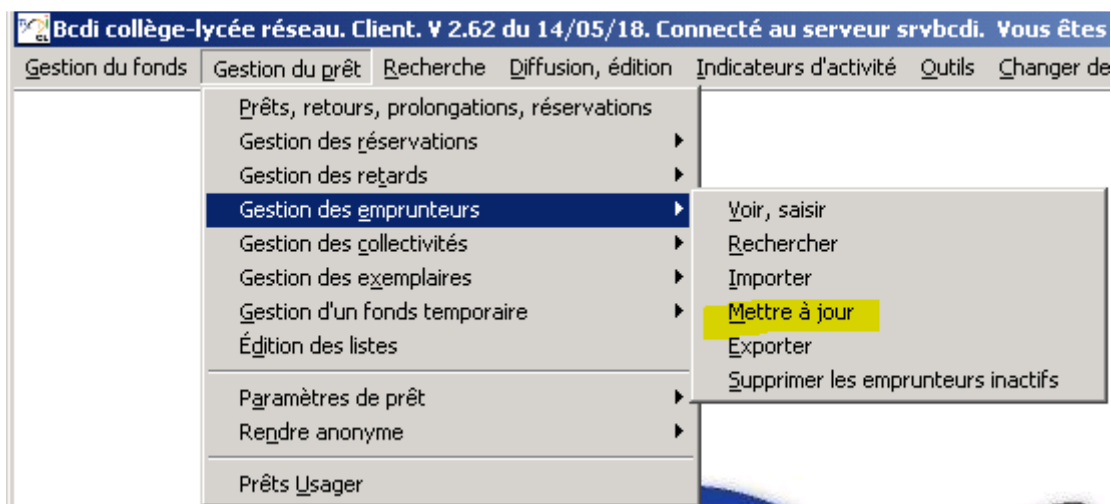 Bcdi collège-lycée réseau. Client. V 2.62 du 14/05/18. Connecté au serveur srvbcdi. Vous êtes
Gestion du fonds Gestion du prêt Recherche Diffusion, édition Indicateurs d'activité Outils Changer de
Prêts, retours, prolongations, réservations
Gestion des réservations
Gestion des retards
Gestion des emprunteurs
Gestion des collectivités
Gestion des exemplaires
Gestion d'un fonds temporaire
Édition des listes
Paramètres de prêt
Rendre anonyme
Prêts Usager
Voir, saisir
Rechercher
Importer
Mettre à jour
Exporter
Supprimer les emprunteurs inactifs